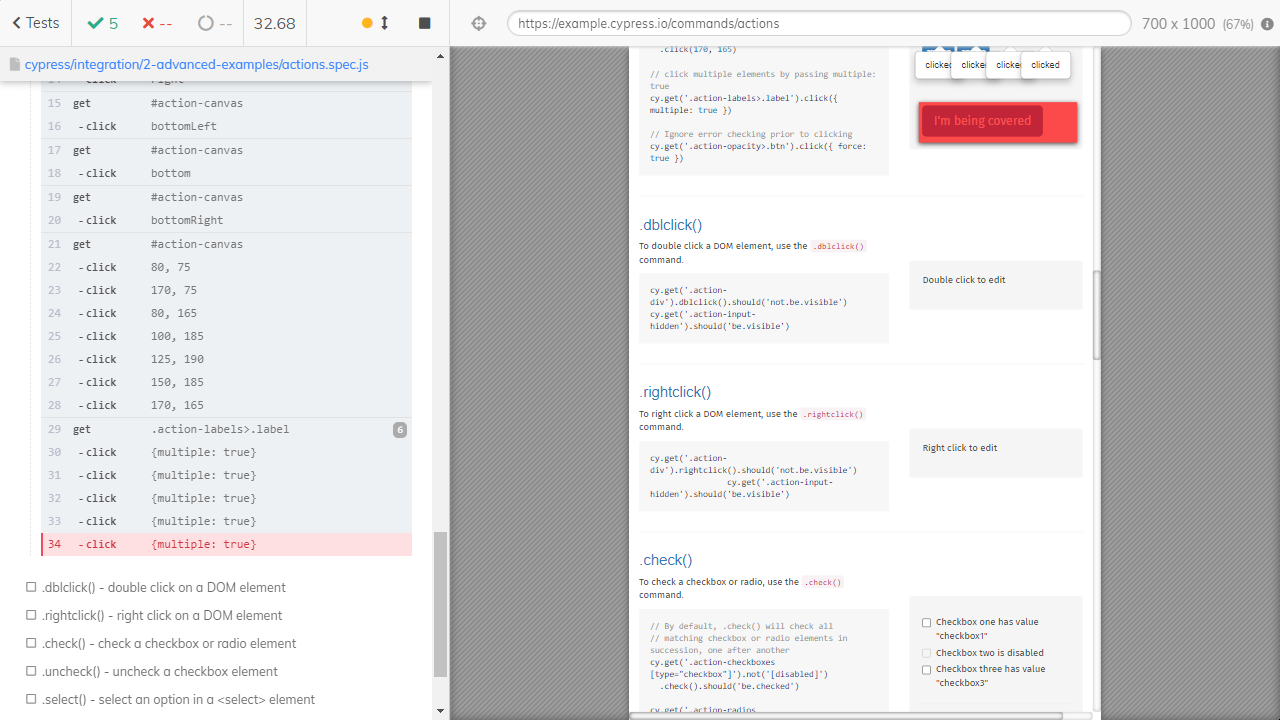 Tests
5
--
--
32.68
https://example.cypress.io/commands/actions
700 x 1000 (67%)
cypress/integration/2-advanced-examples/actions.spec.js
15 get #action-canvas
16 - click bottomLeft
17 get #action-canvas
18 - click bottom
19 get #action-canvas
20 - click bottomRight
21 get #action-canvas
22 - click 80, 75
23 - click 170, 75
24 - click 80, 165
25 - click 100, 185
26 - click 125, 190
27 - click 150, 185
28 - click 170, 165
29 get .action-labels>.label 6
30 - click {multiple: true}
31 - click {multiple: true}
32 - click {multiple: true}
33 - click {multiple: true}
34 - click {multiple: true}
.dblclick() - double click on a DOM element
.rightclick() - right click on a DOM element
.check() - check a checkbox or radio element
.uncheck() - uncheck a checkbox element
.select() - select an option in a <select> element
.click(170, 165)
// click multiple elements by passing multiple:
true
cy.get('.action-labels>.label').click({
multiple: true })
// Ignore error checking prior to clicking
cy.get('.action-opacity>.btn').click({ force:
true })
clicked clicked clicked clicked
I'm being covered
.dblclick()
To double click a DOM element, use the .dblclick()
command.
cy.get('.action-
div').dblclick().should('not.be.visible')
cy.get('.action-input-
hidden').should('be.visible')
Double click to edit
.rightclick()
To right click a DOM element, use the .rightclick()
command.
cy.get('.action-
div').rightclick().should('not.be.visible')
cy.get('.action-input-
hidden').should('be.visible')
Right click to edit
.check()
To check a checkbox or radio, use the .check()
command.
// By default, .check() will check all
// matching checkbox or radio elements in
succession, one after another
cy.get('.action-checkboxes
[type="checkbox"]').not('[disabled]')
.check().should('be.checked')
cy.get('.action-radios
Checkbox one has value
"checkbox1"
Checkbox two is disabled
Checkbox three has value
"checkbox3"